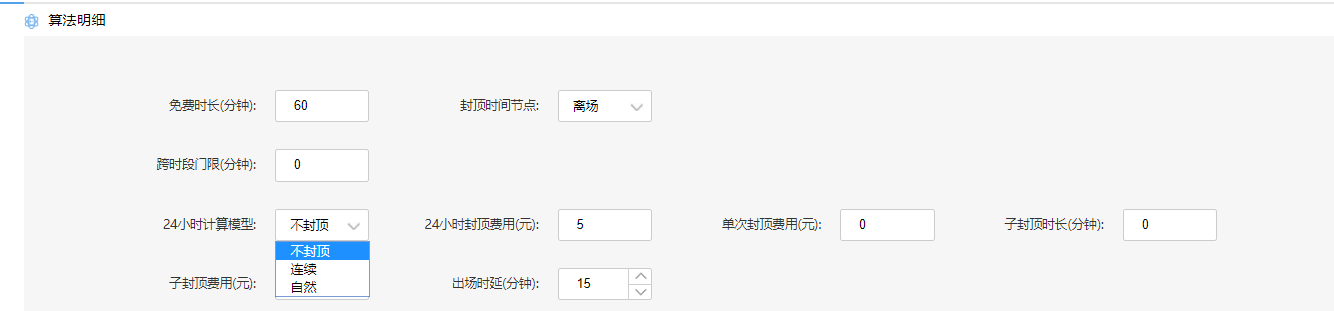 算法明细
免费时长(分钟): 60 封顶时间节点: 离场
跨时段门限(分钟): 0
24小时计算模型: 不封顶 24小时封顶费用(元): 5 单次封顶费用(元): 0 子封顶时长(分钟): 0
不封顶
连续
自然
子封顶费用(元): 出场时延(分钟): 15